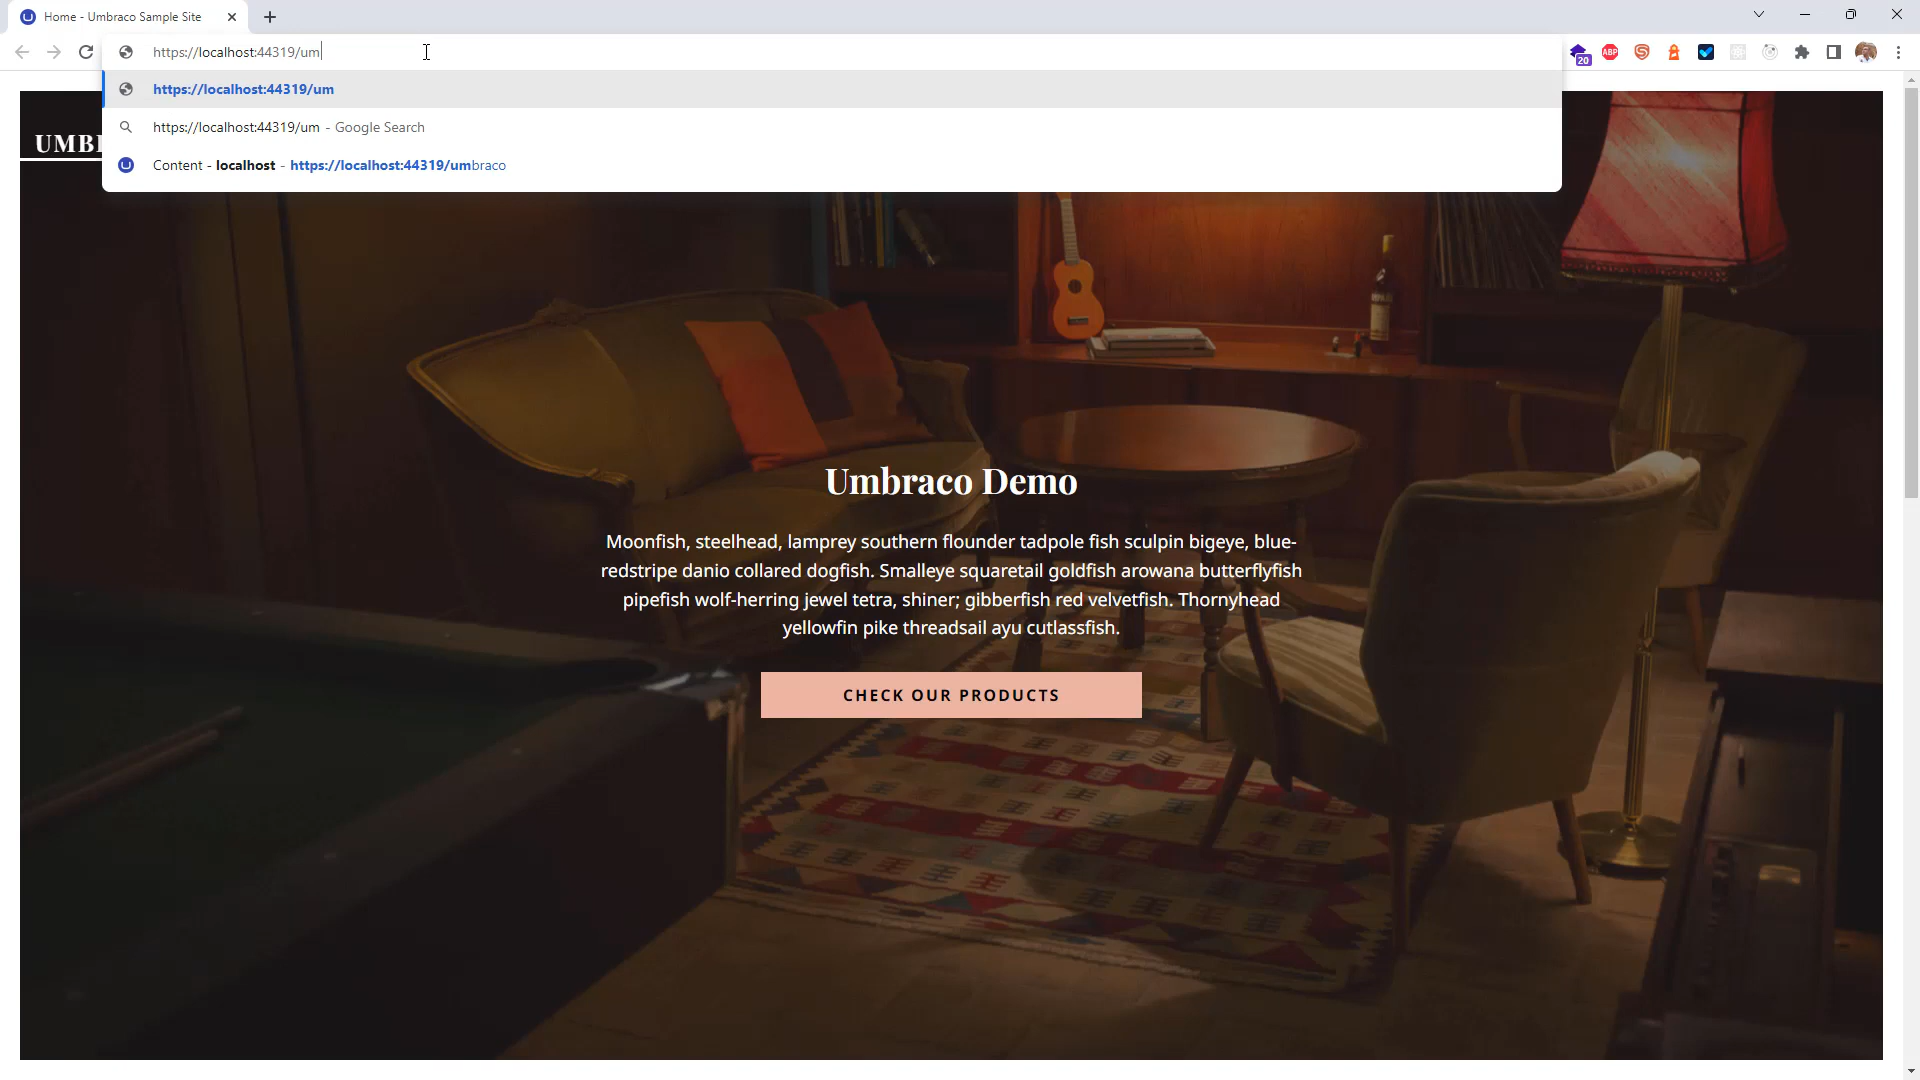 Home - Umbraco Sample Site
https://localhost:44319/um
20
ABP
https://localhost:44319/um
https://localhost:44319/um - Google Search
Content - localhost - https://localhost:44319/umbraco
Umbraco Demo
Moonfish, steelhead, lamprey southern flounder tadpole fish sculpin bigeye, blue-
redstripe danio collared dogfish. Smalleye squaretail goldfish arowana butterflyfish
pipefish wolf-herring jewel tetra, shiner; gibberfish red velvetfish. Thornyhead
yellowfin pike threadsail ayu cutlassfish.
CHECK OUR PRODUCTS